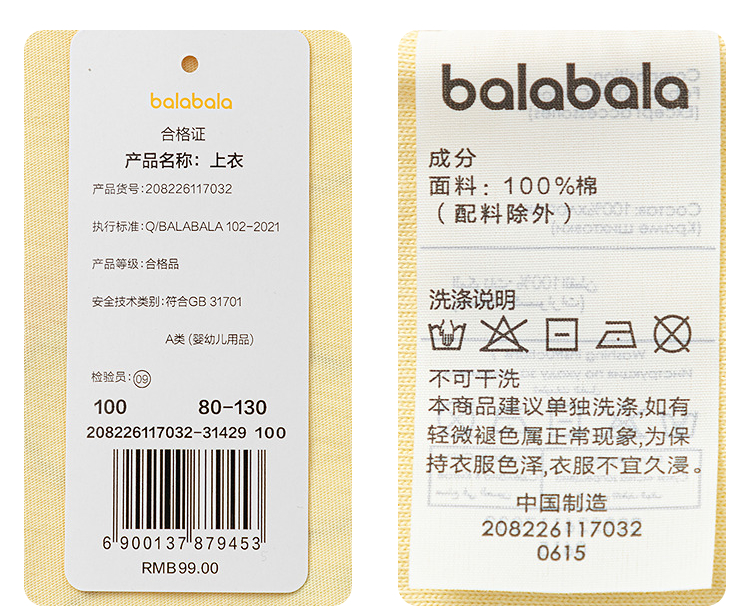 balabala
合格证
产品名称：上衣
产品货号:208226117032
执行标准:Q/BALABALA 102-2021
产品等级:合格品
安全技术类别:符合GB 31701
A类 (婴幼儿用品)
检验员:09
100 80-130
208226117032-31429 100
6 900137 879453
RMB99.00
balabala
成分
面料：100%棉
（配料除外）
洗涤说明
不可干洗
本商品建议单独洗涤,如有
轻微褪色属正常现象,为保
持衣服色泽,衣服不宜久浸。
中国制造
208226117032
0615